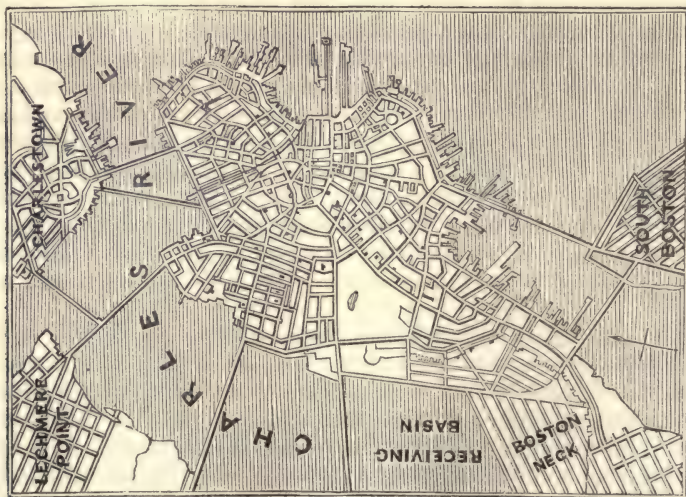 CHARLESTOWN
CHARLES RIVER
LECHMERE
POINT
RECEIVING
BASIN
BOSTON
NECK
SOUTH
BOSTON